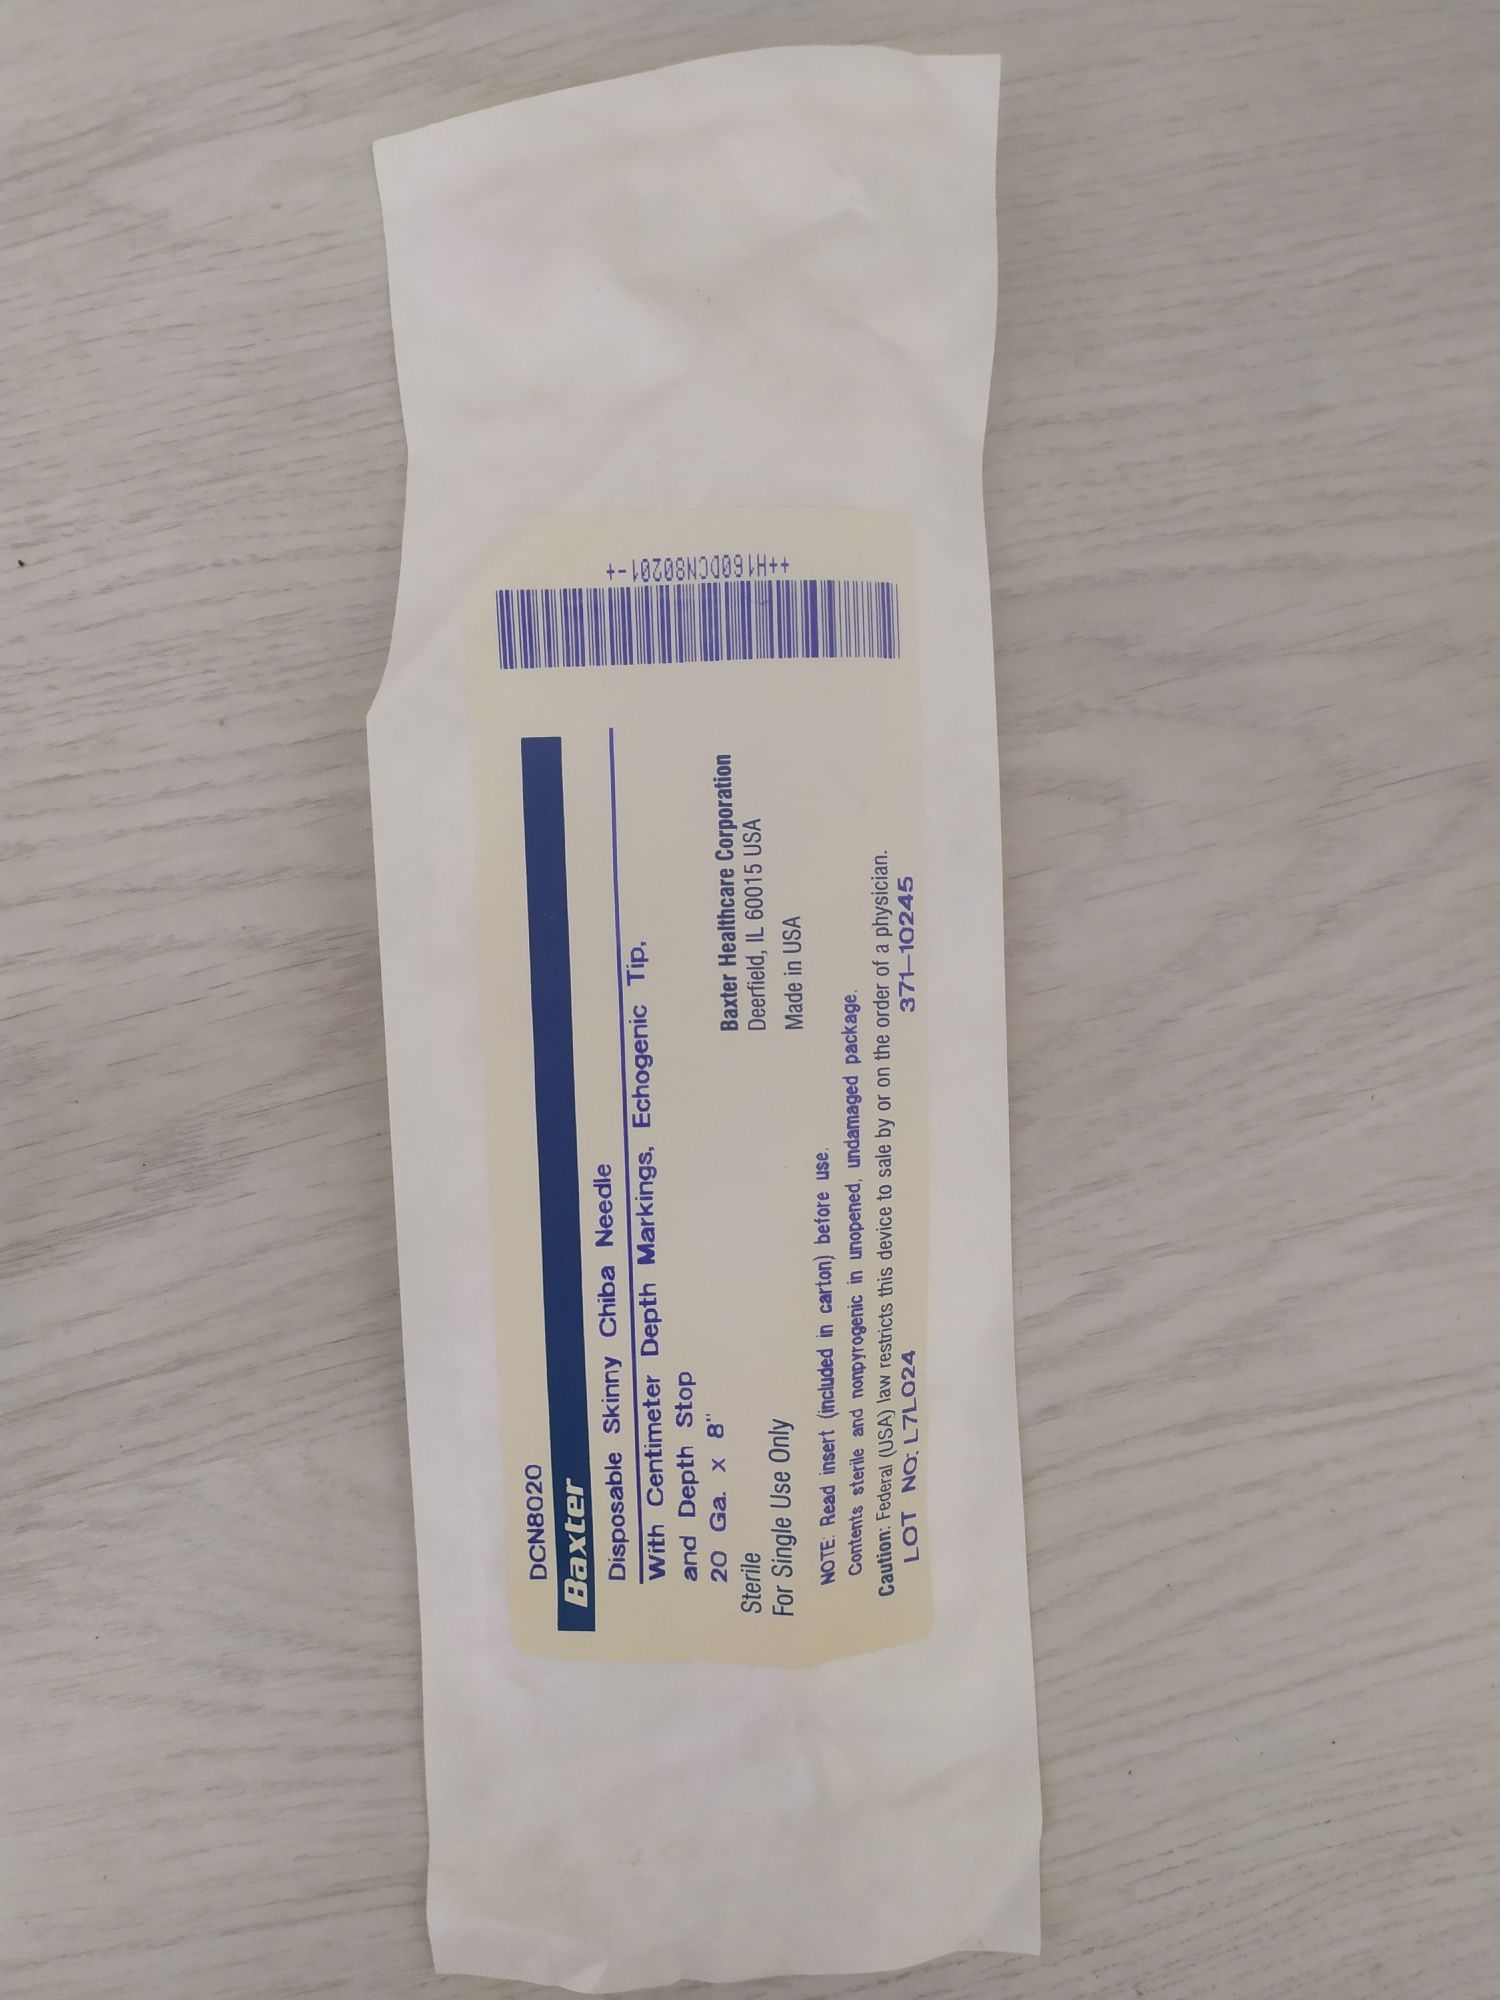 DCN8020
Baxter
Disposable Skinny Chiba Needle
With Centimeter Depth Markings, Echogenic Tip,
and Depth Stop
20 Ga. x 8"
Sterile
For Single Use Only
Baxter Healthcare Corporation
Deerfield, IL 60015 USA
Made in USA
NOTE: Read insert (included in carton) before use.
Contents sterile and nonpyrogenic in unopened, undamaged package.
Caution: Federal (USA) law restricts this device to sale by or on the order of a physician.
LOT NO: L7L024 371-10245
++H160DCN80201-+